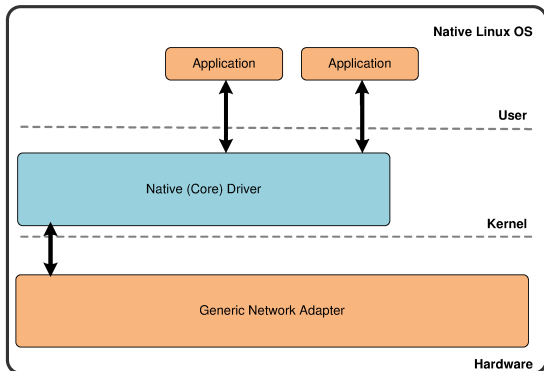 Native Linux OS
Application
Application
User
Native (Core) Driver
Kernel
Generic Network Adapter
Hardware